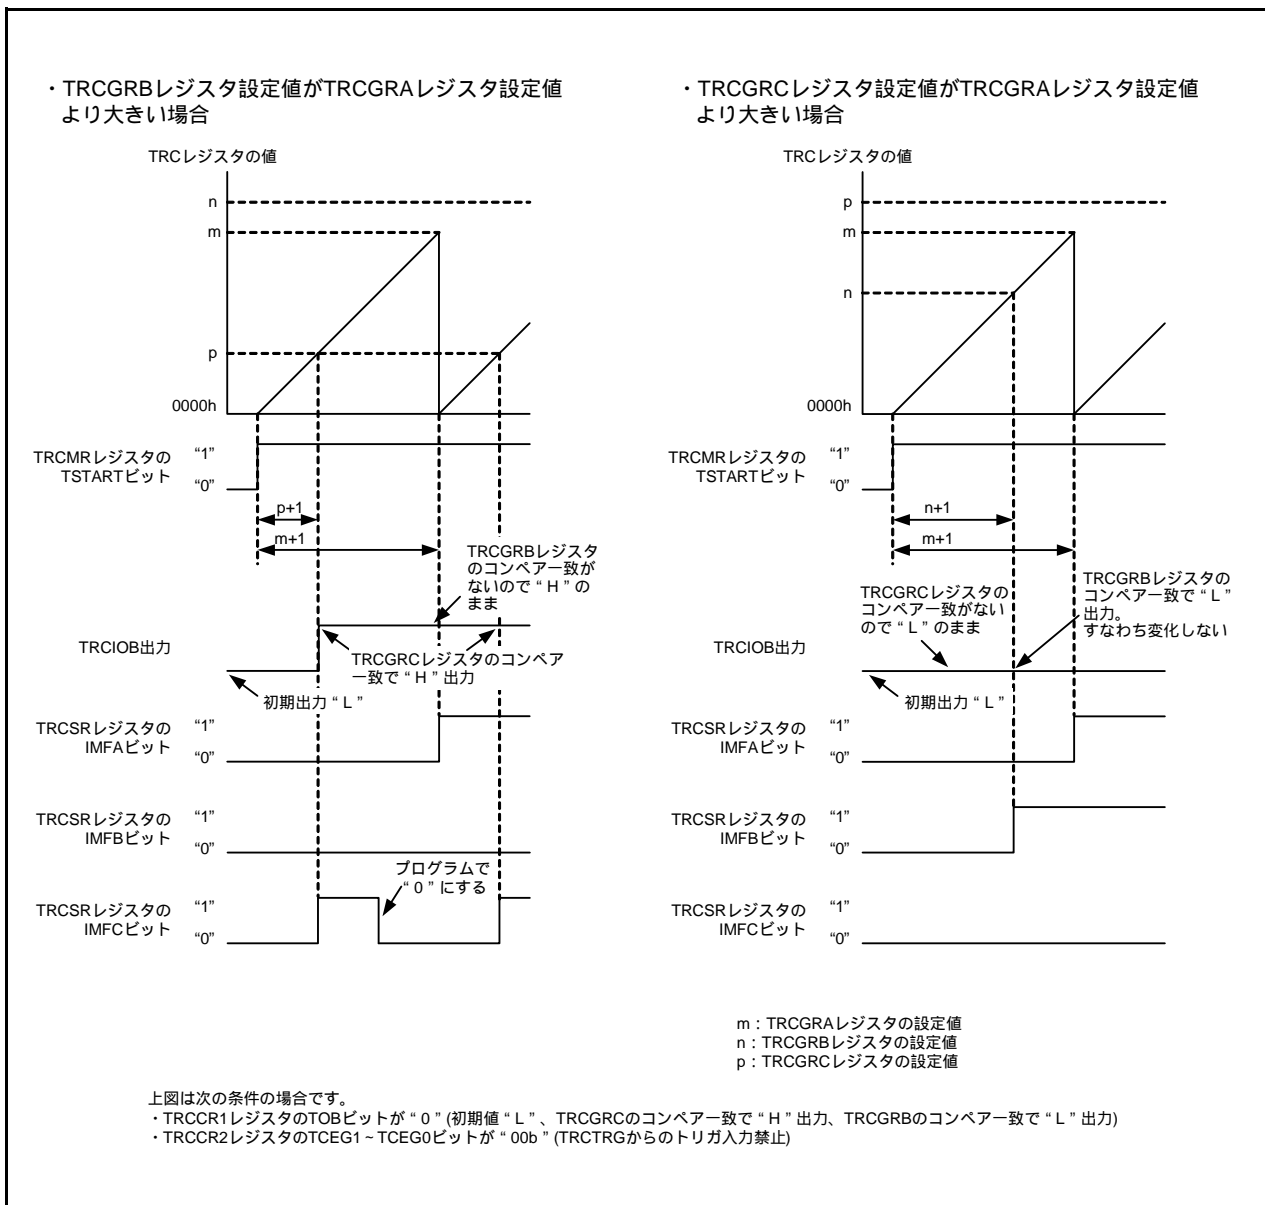 ・TRCGRBレジスタ設定値がTRCGRAレジスタ設定値
より大きい場合
TRCレジスタの値
n
m
p
0000h
TRCMRレジスタの
TSTARTビット
“1”
“0”
p+1
m+1
TRCGRBレジスタ
のコンペア一致が
ないので“H”の
まま
TRCIOB出力
TRCGRCレジスタのコンペア
一致で“H”出力
初期出力“L”
TRCSRレジスタの
IMFAビット
“1”
“0”
TRCSRレジスタの
IMFBビット
“1”
“0”
プログラムで
“0”にする
TRCSRレジスタの
IMFCビット
“1”
“0”
・TRCGRCレジスタ設定値がTRCGRAレジスタ設定値
より大きい場合
TRCレジスタの値
p
m
n
0000h
TRCMRレジスタの
TSTARTビット
“1”
“0”
n+1
m+1
TRCGRCレジスタの
コンペア一致がない
ので“L”のまま
TRCGRBレジスタの
コンペア一致で“L”
出力。
すなわち変化しない
TRCIOB出力
初期出力“L”
TRCSRレジスタの
IMFAビット
“1”
“0”
TRCSRレジスタの
IMFBビット
“1”
“0”
TRCSRレジスタの
IMFCビット
“1”
“0”
m：TRCGRAレジスタの設定値
n：TRCGRBレジスタの設定値
p：TRCGRCレジスタの設定値
上図は次の条件の場合です。
・TRCCR1レジスタのTOBビットが“0”(初期値“L”、TRCGRCのコンペア一致で“H”出力、TRCGRBのコンペア一致で“L”出力)
・TRCCR2レジスタのTCEG1～TCEG0ビットが“00b”(TRCTRGからのトリガ入力禁止)